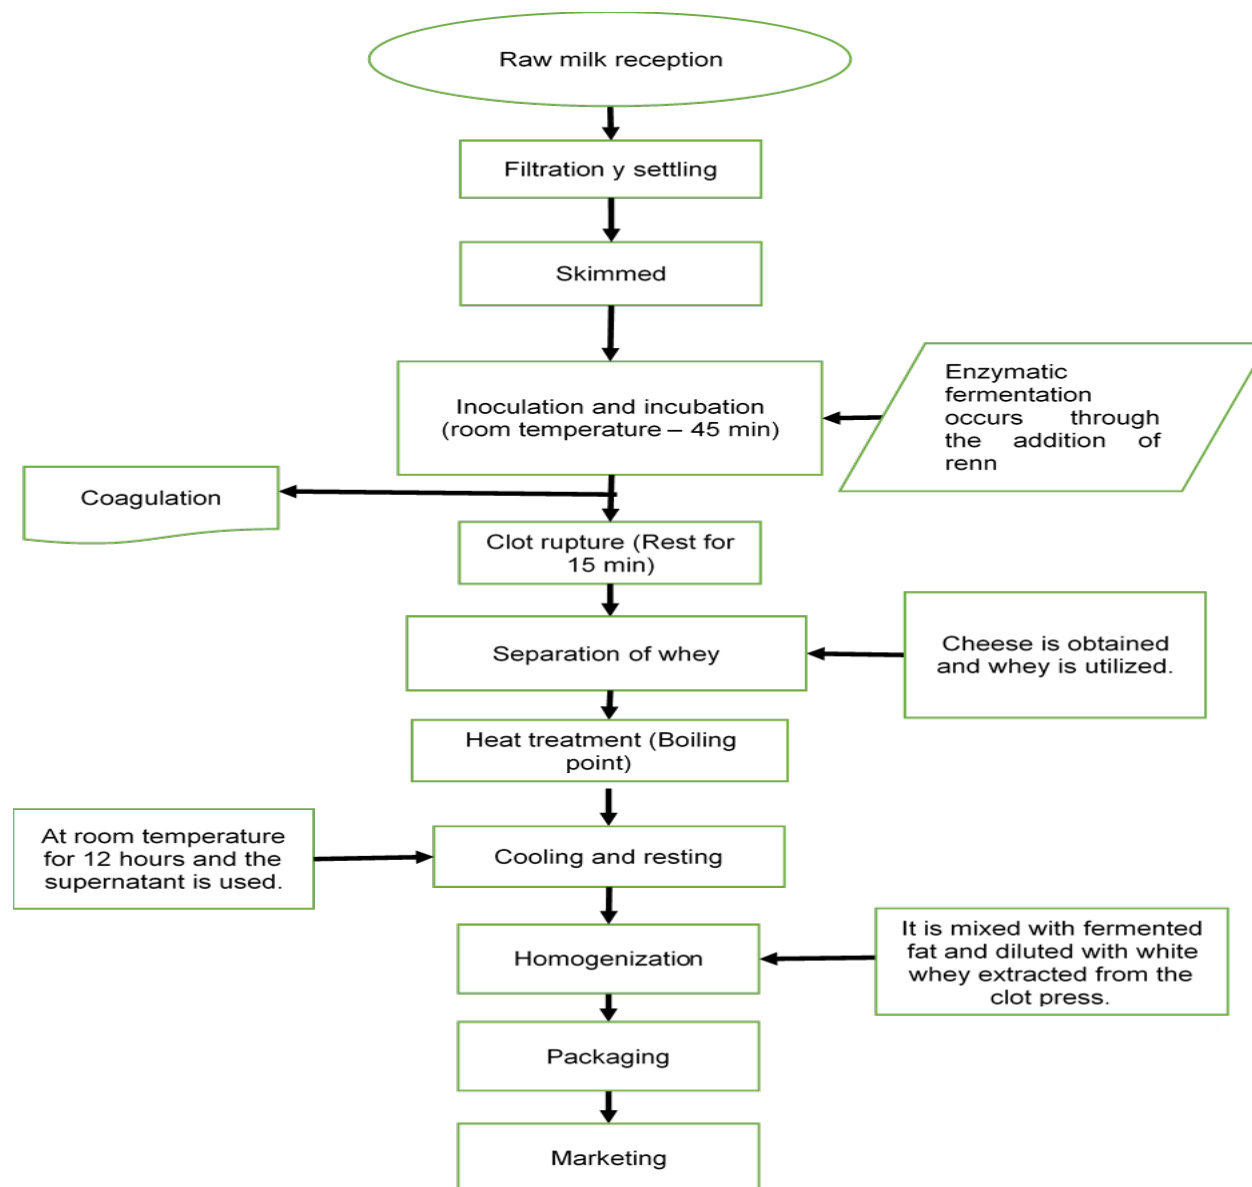 Raw milk reception
Filtration y settling
Skimmed
Inoculation and incubation
(room temperature – 45 min)
Enzymatic
fermentation
occurs through
the addition of
renn
Coagulation
Clot rupture (Rest for
15 min)
Separation of whey
Cheese is obtained
and whey is utilized.
Heat treatment (Boiling
point)
At room temperature
for 12 hours and the
supernatant is used.
Cooling and resting
Homogenization
It is mixed with fermented
fat and diluted with white
whey extracted from the
clot press.
Packaging
Marketing